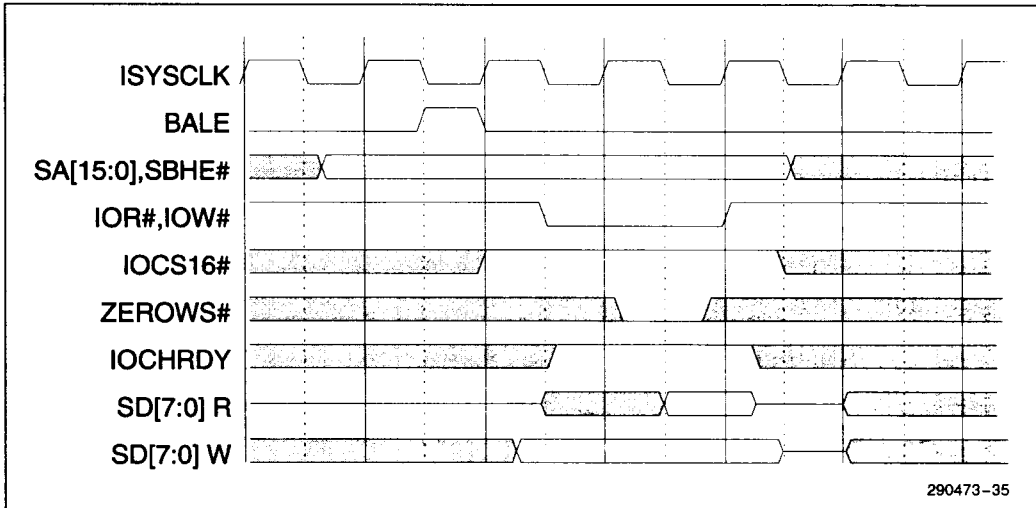 ISYSCLK
BALE
SA[15:0],SBHE#
IOR#,IOW#
IOCS16#
ZEROWS#
IOCHRDY
SD[7:0] R
SD[7:0] W
290473-35